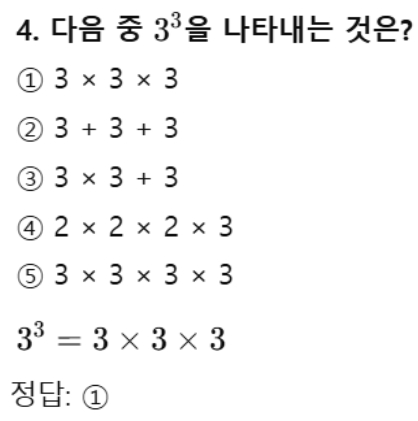 4. 다음 중 3³을 나타내는 것은?
① 3 × 3 × 3
② 3 + 3 + 3
③ 3 × 3 + 3
④ 2 × 2 × 2 × 3
⑤ 3 × 3 × 3 × 3
3³ = 3 × 3 × 3
정답: ①